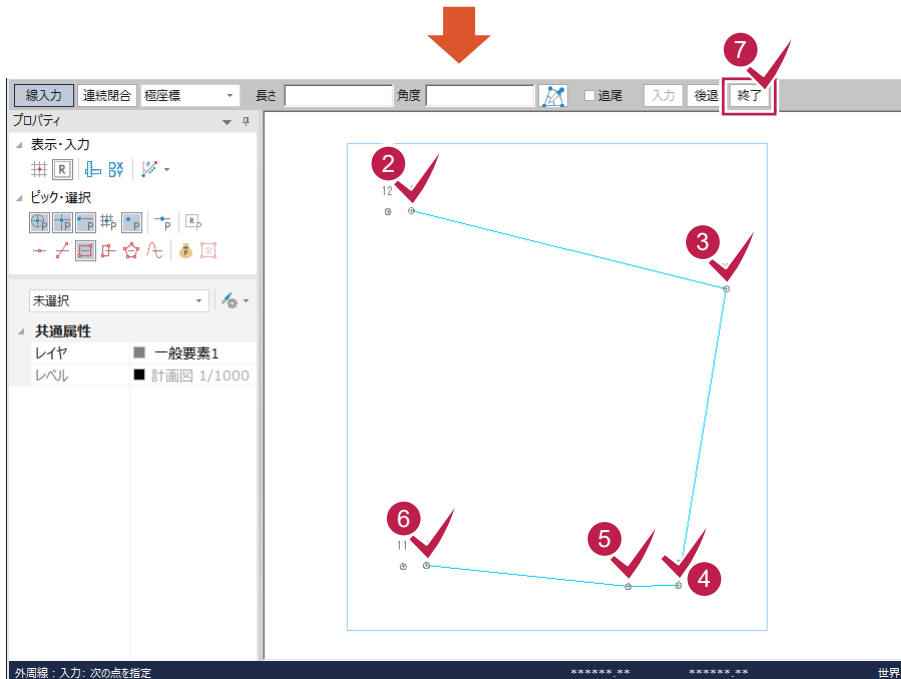 7
線入力 連続閉合 極座標 長さ 角度 追尾 入力 後退 終了
プロパティ
表示・入力
R DX DY
ピック・選択
P P P P P P R P
未選択
共通属性
レイヤ 一般要素1
レベル 計画図 1/1000
2
12
3
6
11
5
4
外周線：入力: 次の点を指定 ******.** ******.** 世界